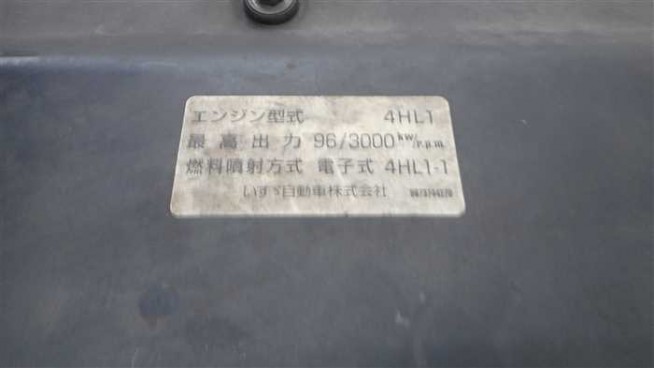 エンジン型式 4HL1
最高出力 96/3000 kw/r.p.m.
燃料噴射方式 電子式 4HL1-1
いすゞ自動車株式会社